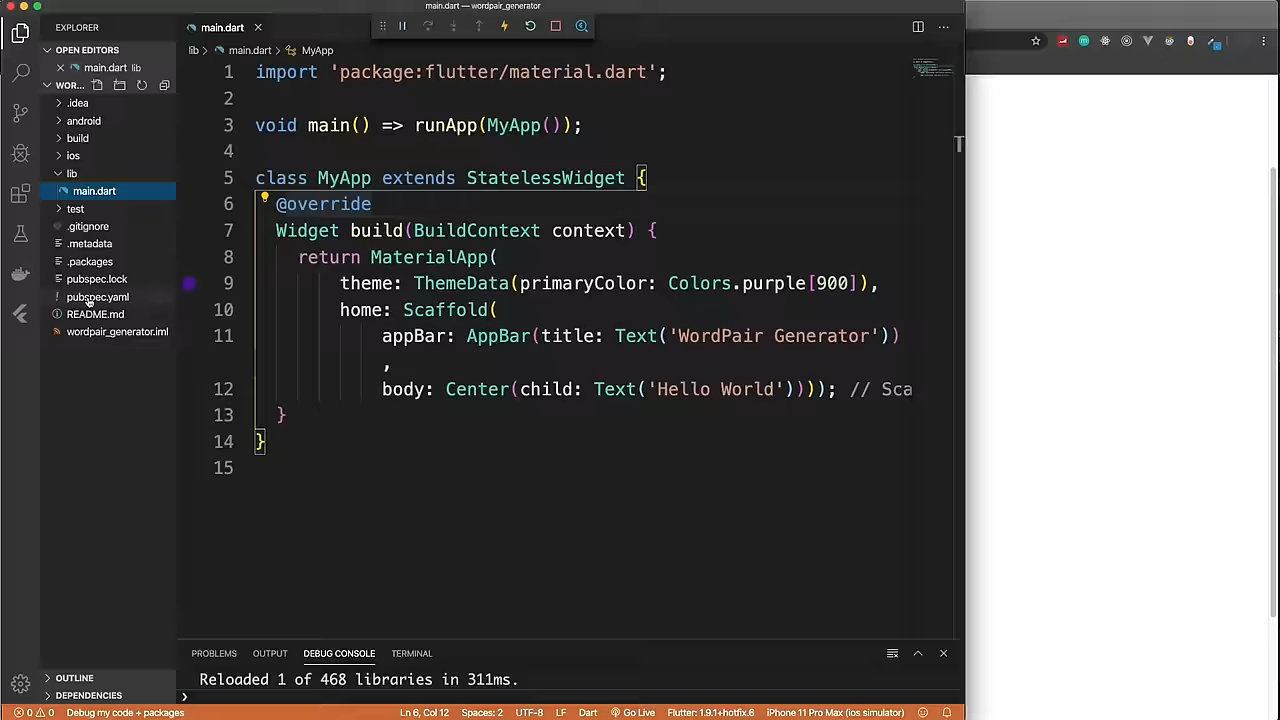 main.dart — wordpair_generator
EXPLORER
OPEN EDITORS
main.dart lib
WOR...
.idea
android
build
ios
lib
main.dart
test
.gitignore
.metadata
.packages
pubspec.lock
pubspec.yaml
README.md
wordpair_generator.iml
OUTLINE
DEPENDENCIES
main.dart
lib > main.dart > MyApp
1 import 'package:flutter/material.dart';
2
3 void main() => runApp(MyApp());
4
5 class MyApp extends StatelessWidget {
6 @override
7 Widget build(BuildContext context) {
8 return MaterialApp(
9 theme: ThemeData(primaryColor: Colors.purple[900]),
10 home: Scaffold(
11 appBar: AppBar(title: Text('WordPair Generator'))
,
12 body: Center(child: Text('Hello World')))); // Sca
13 }
14 }
15
PROBLEMS OUTPUT DEBUG CONSOLE TERMINAL
Reloaded 1 of 468 libraries in 311ms.
0 0 Debug my code + packages Ln 6, Col 12 Spaces: 2 UTF-8 LF Dart Go Live Flutter: 1.9.1+hotfix.6 iPhone 11 Pro Max (ios simulator)